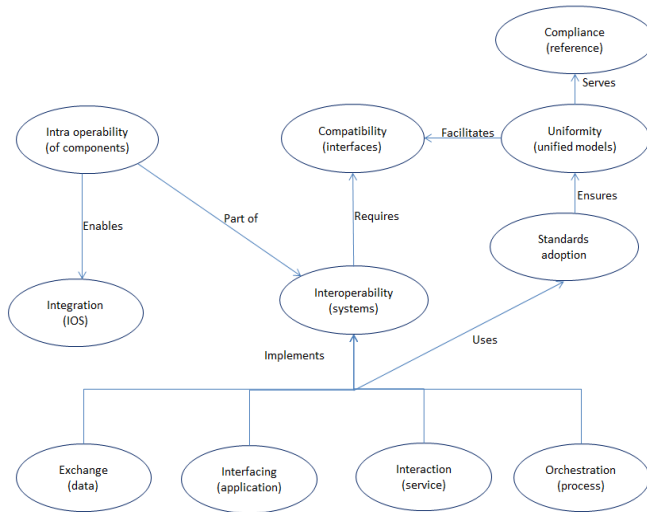 Compliance
(reference)
Serves
Intra operability
(of components)
Compatibility
(interfaces)
Facilitates
Uniformity
(unified models)
Enables
Part of
Requires
Ensures
Standards
adoption
Integration
(IOS)
Interoperability
(systems)
Implements
Uses
Exchange
(data)
Interfacing
(application)
Interaction
(service)
Orchestration
(process)